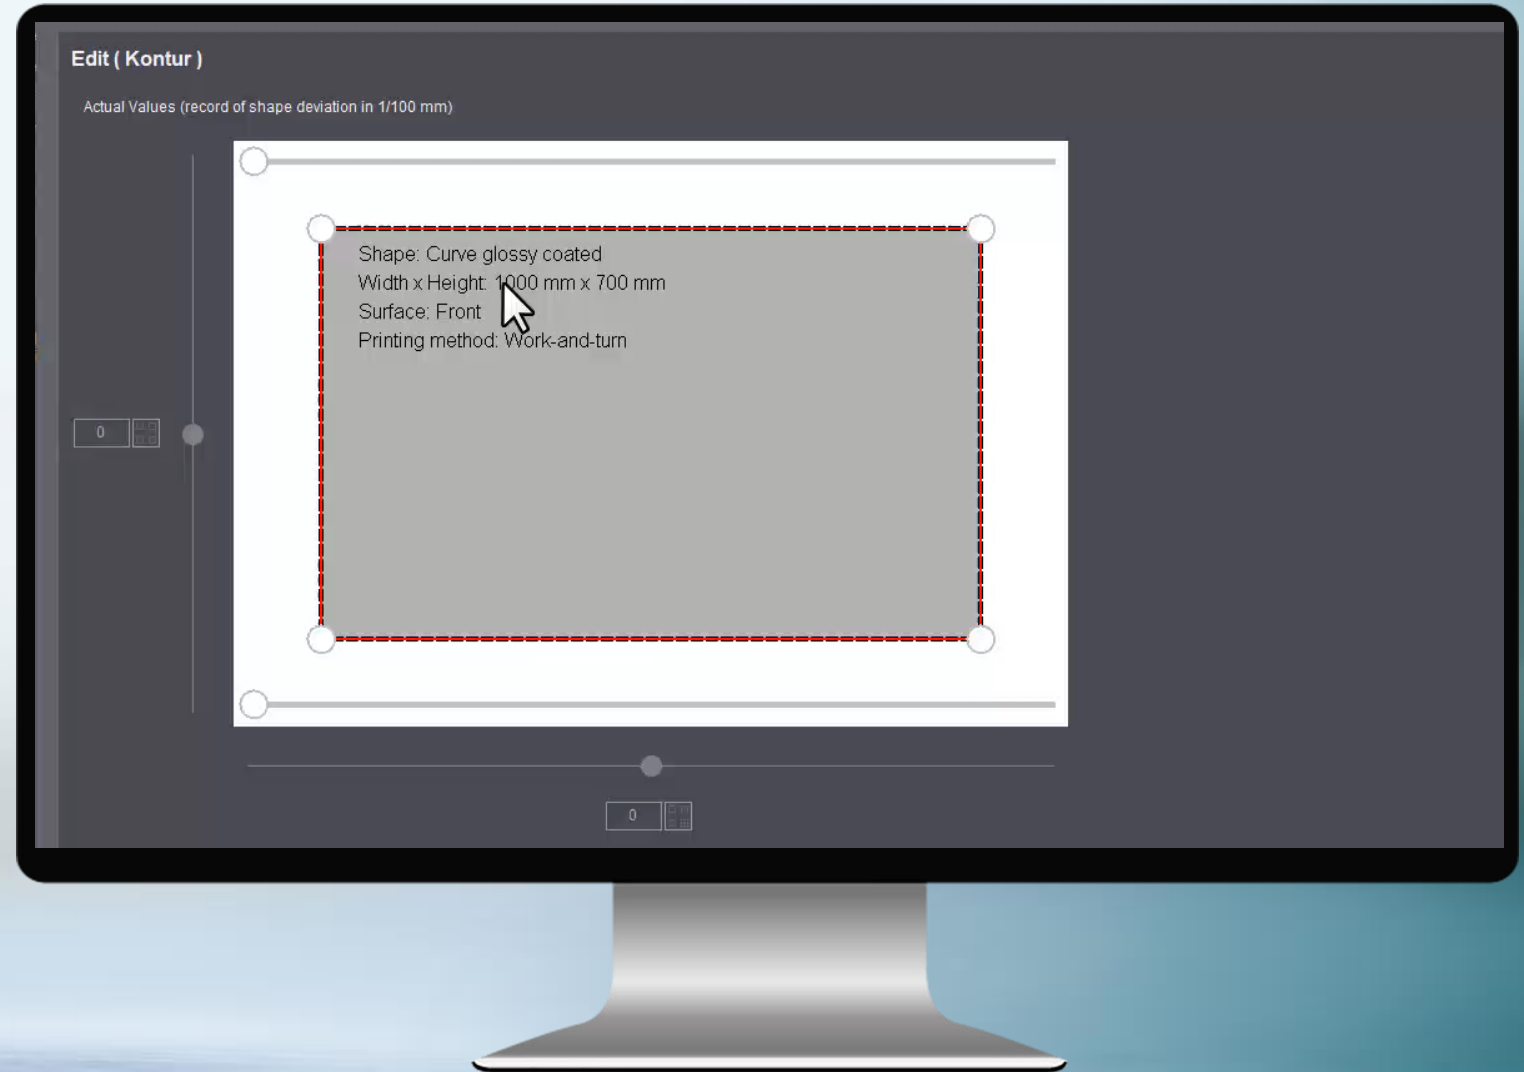 Edit ( Kontur )
Actual Values (record of shape deviation in 1/100 mm)
Shape: Curve glossy coated
Width x Height: 1000 mm x 700 mm
Surface: Front
Printing method: Work-and-turn
0
0